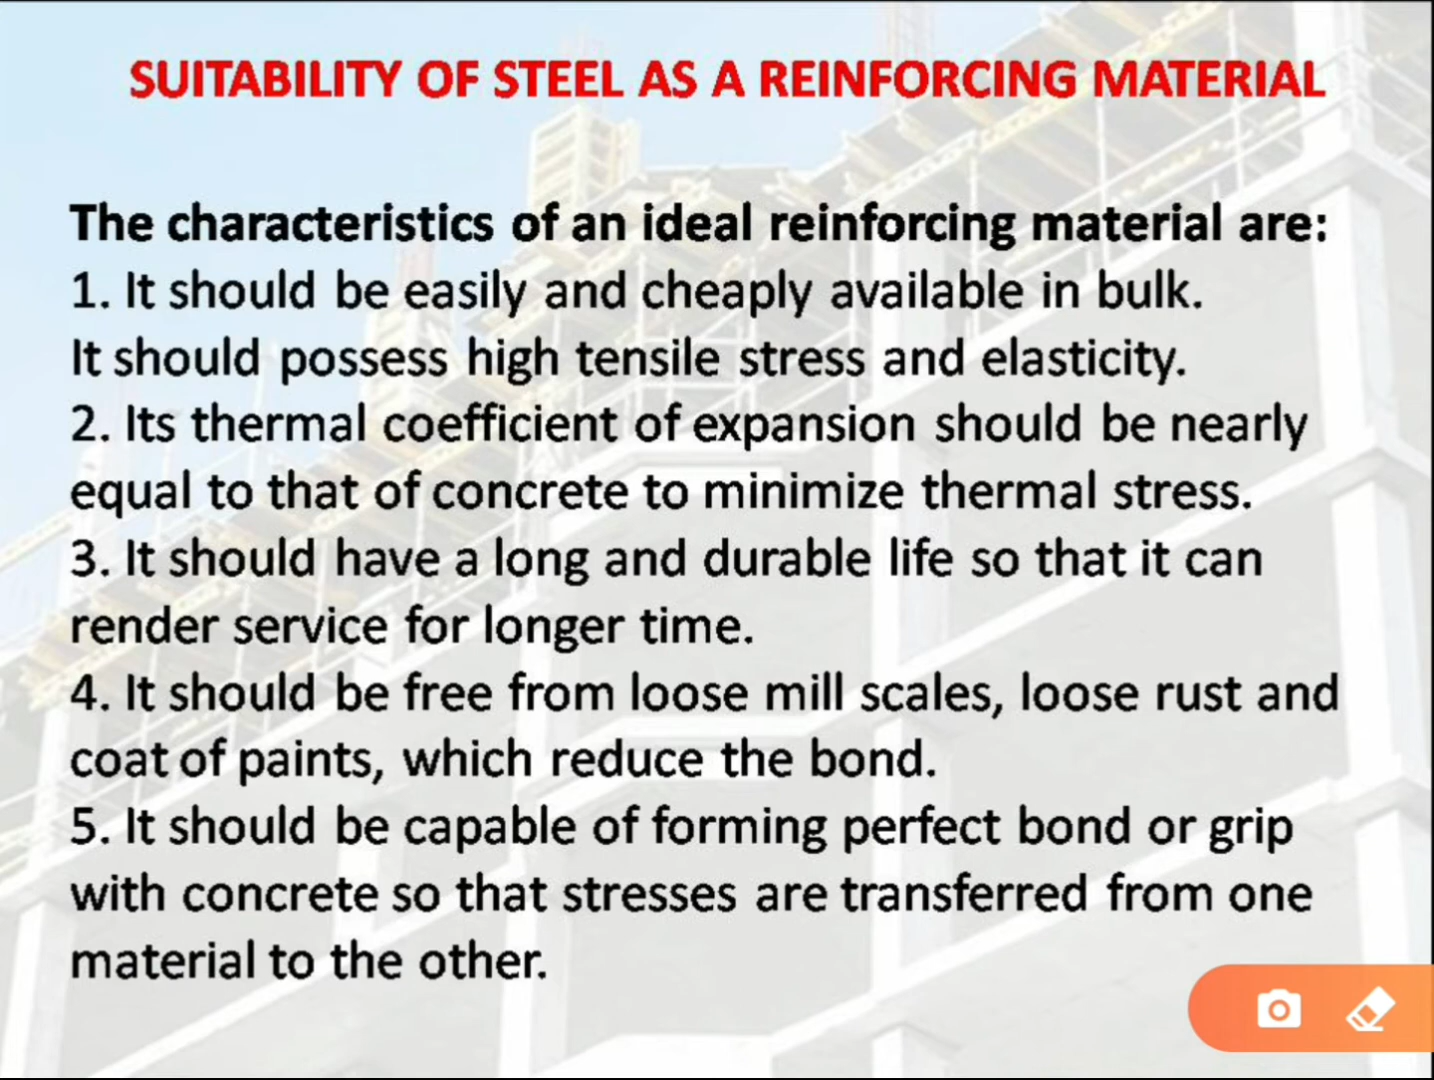 SUITABILITY OF STEEL AS A REINFORCING MATERIAL
The characteristics of an ideal reinforcing material are:
1. It should be easily and cheaply available in bulk.
It should possess high tensile stress and elasticity.
2. Its thermal coefficient of expansion should be nearly
equal to that of concrete to minimize thermal stress.
3. It should have a long and durable life so that it can
render service for longer time.
4. It should be free from loose mill scales, loose rust and
coat of paints, which reduce the bond.
5. It should be capable of forming perfect bond or grip
with concrete so that stresses are transferred from one
material to the other.